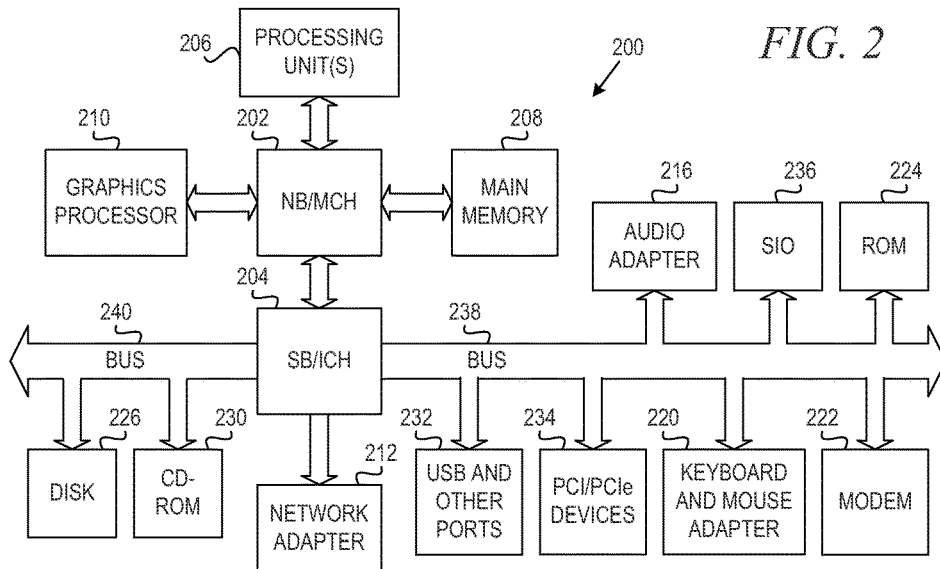 PROCESSING
UNIT(S)
206
FIG. 2
200
210
202
208
GRAPHICS
PROCESSOR
NB/MCH
MAIN
MEMORY
216
236
224
AUDIO
ADAPTER
SIO
ROM
204
240
238
BUS
SB/ICH
BUS
226
230
212
232
234
220
222
DISK
CD-
ROM
NETWORK
ADAPTER
USB AND
OTHER
PORTS
PCI/PCIe
DEVICES
KEYBOARD
AND MOUSE
ADAPTER
MODEM